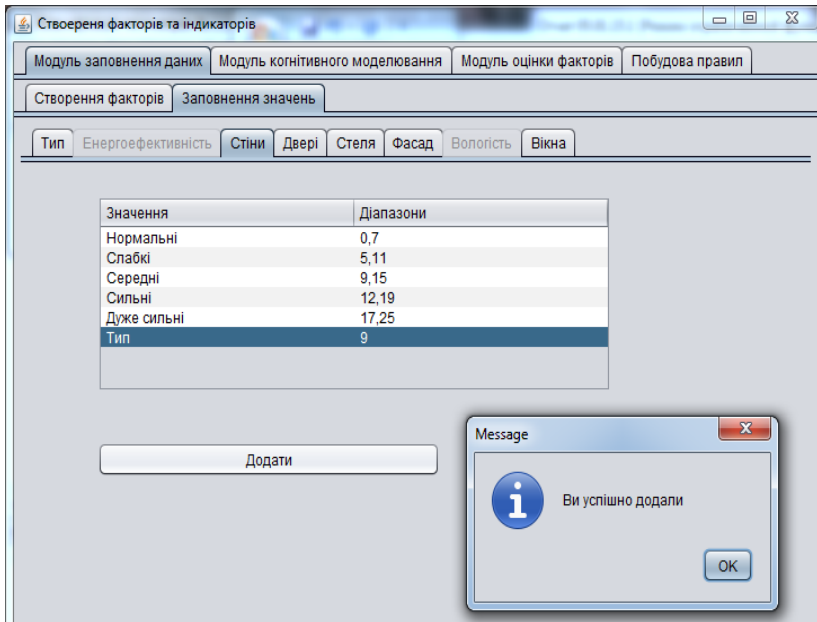 Ствоереня факторів та індикаторів
Модуль заповнення даних Модуль когнітивного моделювання Модуль оцінки факторів Побудова правил
Створення факторів Заповнення значень
Тип Енергоефективність Стіни Двері Стеля Фасад Вологість Вікна
Значення Діапазони
Нормальні 0,7
Слабкі 5,11
Середні 9,15
Сильні 12,19
Дуже сильні 17,25
Тип 9
Додати
Message
Ви успішно додали
OK